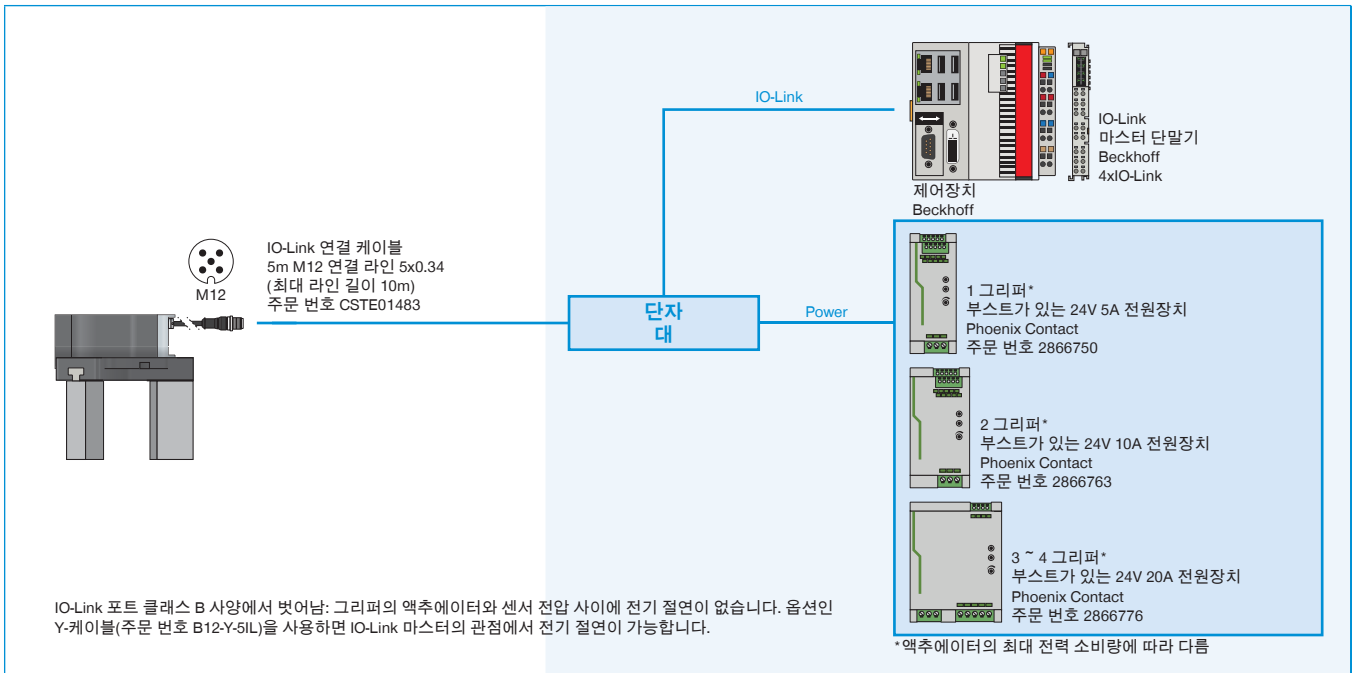 IO-Link
IO-Link
마스터 단말기
Beckhoff
4xIO-Link
제어장치
Beckhoff
M12
IO-Link 연결 케이블
5m M12 연결 라인 5x0.34
(최대 라인 길이 10m)
주문 번호 CSTE01483
단자
대
Power
1 그리퍼*
부스트가 있는 24V 5A 전원장치
Phoenix Contact
주문 번호 2866750
2 그리퍼*
부스트가 있는 24V 10A 전원장치
Phoenix Contact
주문 번호 2866763
3 ~ 4 그리퍼*
부스트가 있는 24V 20A 전원장치
Phoenix Contact
주문 번호 2866776
IO-Link 포트 클래스 B 사양에서 벗어남: 그리퍼의 액추에이터와 센서 전압 사이에 전기 절연이 없습니다. 옵션인
Y-케이블(주문 번호 B12-Y-5IL)을 사용하면 IO-Link 마스터의 관점에서 전기 절연이 가능합니다.
*액추에이터의 최대 전력 소비량에 따라 다름